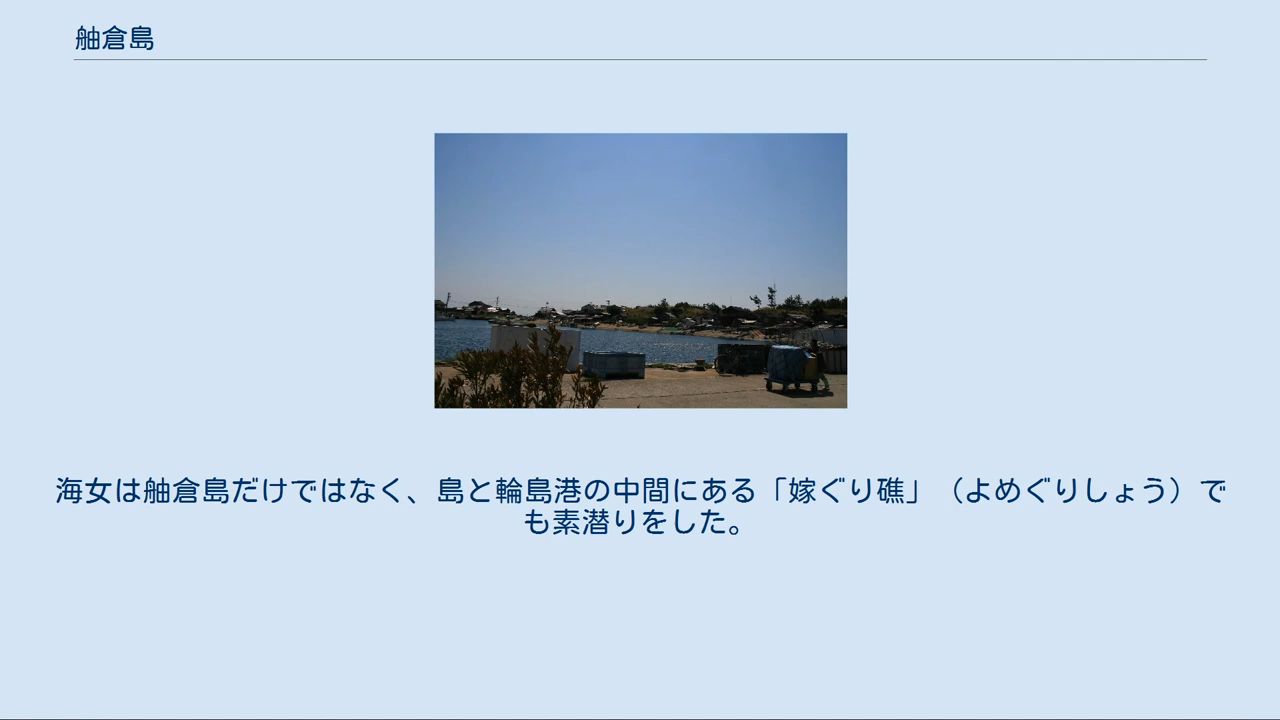 舳倉島
海女は舳倉島だけではなく、島と輪島港の中間にある「嫁ぐり礁」（よめぐりしょう）で
も素潜りをした。